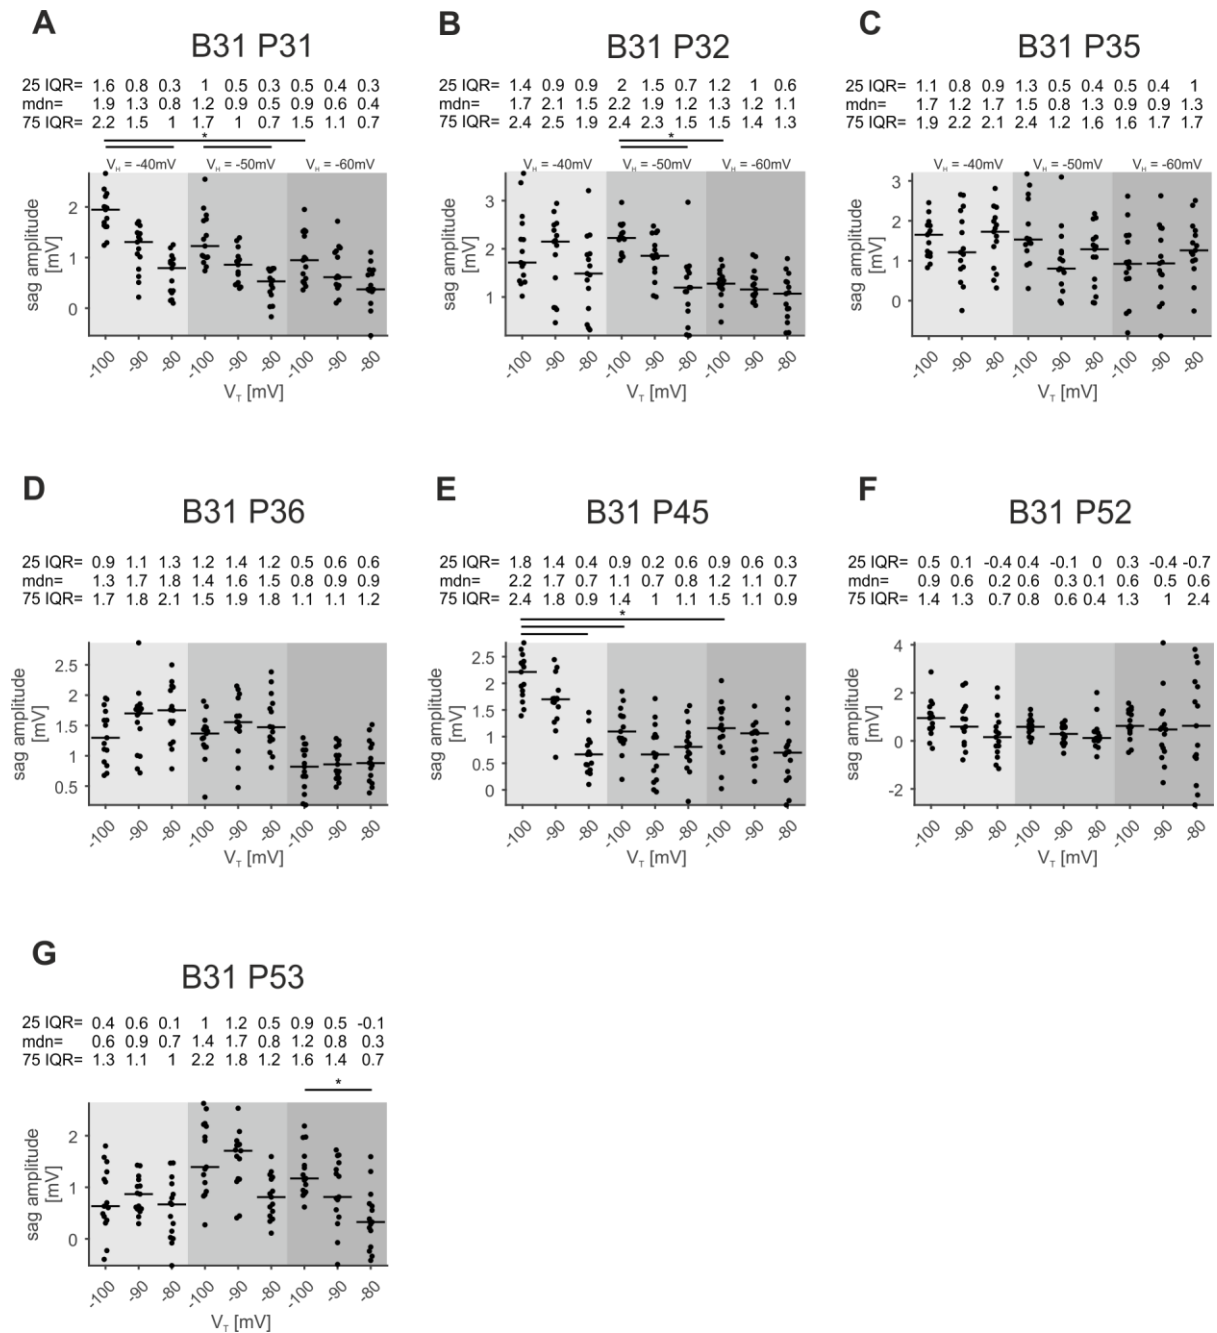 A
B31 P31
25 IQR= 1.6 0.8 0.3 1 0.5 0.3 0.5 0.4 0.3
mdn= 1.9 1.3 0.8 1.2 0.9 0.5 0.9 0.6 0.4
75 IQR= 2.2 1.5 1 1.7 1 0.7 1.5 1.1 0.7
*
V_H = -40mV V_H = -50mV V_H = -60mV
sag amplitude
[mV]
2
1
0
-100 -90 -80 -100 -90 -80 -100 -90 -80
V_T [mV]
B
B31 P32
1.4 0.9 0.9 2 1.5 0.7 1.2 1 0.6
1.7 2.1 1.5 2.2 1.9 1.2 1.3 1.2 1.1
2.4 2.5 1.9 2.4 2.3 1.5 1.5 1.4 1.3
*
V_H = -40mV V_H = -50mV V_H = -60mV
sag amplitude
[mV]
3
2
1
-100 -90 -80 -100 -90 -80 -100 -90 -80
V_T [mV]
C
B31 P35
25 IQR= 1.1 0.8 0.9 1.3 0.5 0.4 0.5 0.4 1
mdn= 1.7 1.2 1.7 1.5 0.8 1.3 0.9 0.9 1.3
75 IQR= 1.9 2.2 2.1 2.4 1.2 1.6 1.6 1.7 1.7
V_H = -40mV V_H = -50mV V_H = -60mV
sag amplitude
[mV]
3
2
1
0
-100 -90 -80 -100 -90 -80 -100 -90 -80
V_T [mV]
D
B31 P36
25 IQR= 0.9 1.1 1.3 1.2 1.4 1.2 0.5 0.6 0.6
mdn= 1.3 1.7 1.8 1.4 1.6 1.5 0.8 0.9 0.9
75 IQR= 1.7 1.8 2.1 1.5 1.9 1.8 1.1 1.1 1.2
sag amplitude
[mV]
2.5
2
1.5
1
0.5
-100 -90 -80 -100 -90 -80 -100 -90 -80
V_T [mV]
E
B31 P45
25 IQR= 1.8 1.4 0.4 0.9 0.2 0.6 0.9 0.6 0.3
mdn= 2.2 1.7 0.7 1.1 0.7 0.8 1.2 1.1 0.7
75 IQR= 2.4 1.8 0.9 1.4 1 1.1 1.5 1.1 0.9
*
sag amplitude
[mV]
2.5
2
1.5
1
0.5
0
-100 -90 -80 -100 -90 -80 -100 -90 -80
V_T [mV]
F
B31 P52
25 IQR= 0.5 0.1 -0.4 0.4 -0.1 0 0.3 -0.4 -0.7
mdn= 0.9 0.6 0.2 0.6 0.3 0.1 0.6 0.5 0.6
75 IQR= 1.4 1.3 0.7 0.8 0.6 0.4 1.3 1 2.4
sag amplitude
[mV]
4
2
0
-2
-100 -90 -80 -100 -90 -80 -100 -90 -80
V_T [mV]
G
B31 P53
25 IQR= 0.4 0.6 0.1 1 1.2 0.5 0.9 0.5 -0.1
mdn= 0.6 0.9 0.7 1.4 1.7 0.8 1.2 0.8 0.3
75 IQR= 1.3 1.1 1 2.2 1.8 1.2 1.6 1.4 0.7
*
sag amplitude
[mV]
2
1
0
-100 -90 -80 -100 -90 -80 -100 -90 -80
V_T [mV]